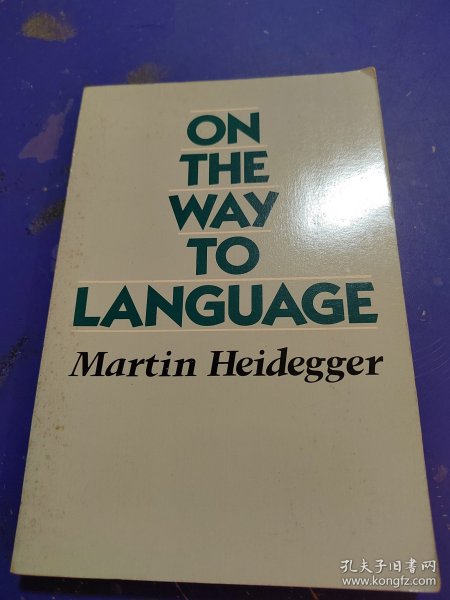 ON
THE
WAY
TO
LANGUAGE
Martin Heidegger
孔夫子旧书网
www.kongfz.com